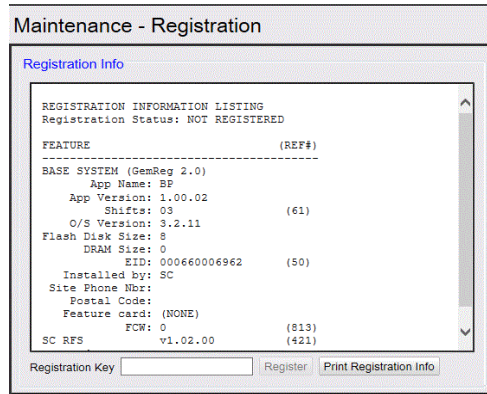 Maintenance - Registration
Registration Info
REGISTRATION INFORMATION LISTING
Registration Status: NOT REGISTERED
FEATURE (REF#)
----------------------------------------
BASE SYSTEM (GemReg 2.0)
App Name: BP
App Version: 1.00.02
Shifts: 03 (61)
O/S Version: 3.2.11
Flash Disk Size: 8
DRAM Size: 0
EID: 000660006962 (50)
Installed by: SC
Site Phone Nbr:
Postal Code:
Feature card: (NONE)
FCW: 0 (813)
SC RFS v1.02.00 (421)
Registration Key Register Print Registration Info